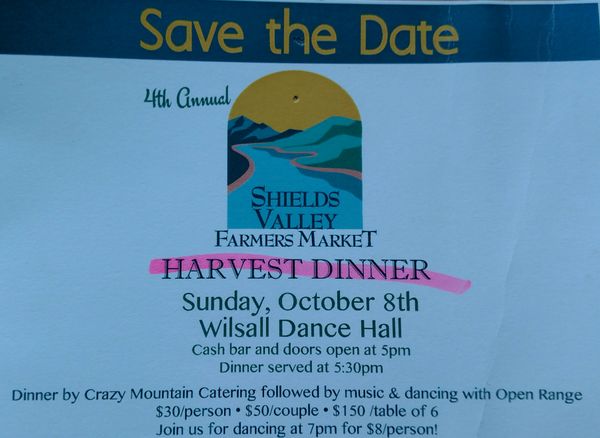 Save the Date
4th Annual
SHIELDS
VALLEY
FARMERS MARKET
HARVEST DINNER
Sunday, October 8th
Wilsall Dance Hall
Cash bar and doors open at 5pm
Dinner served at 5:30pm
Dinner by Crazy Mountain Catering followed by music & dancing with Open Range
$30/person • $50/couple • $150 /table of 6
Join us for dancing at 7pm for $8/person!